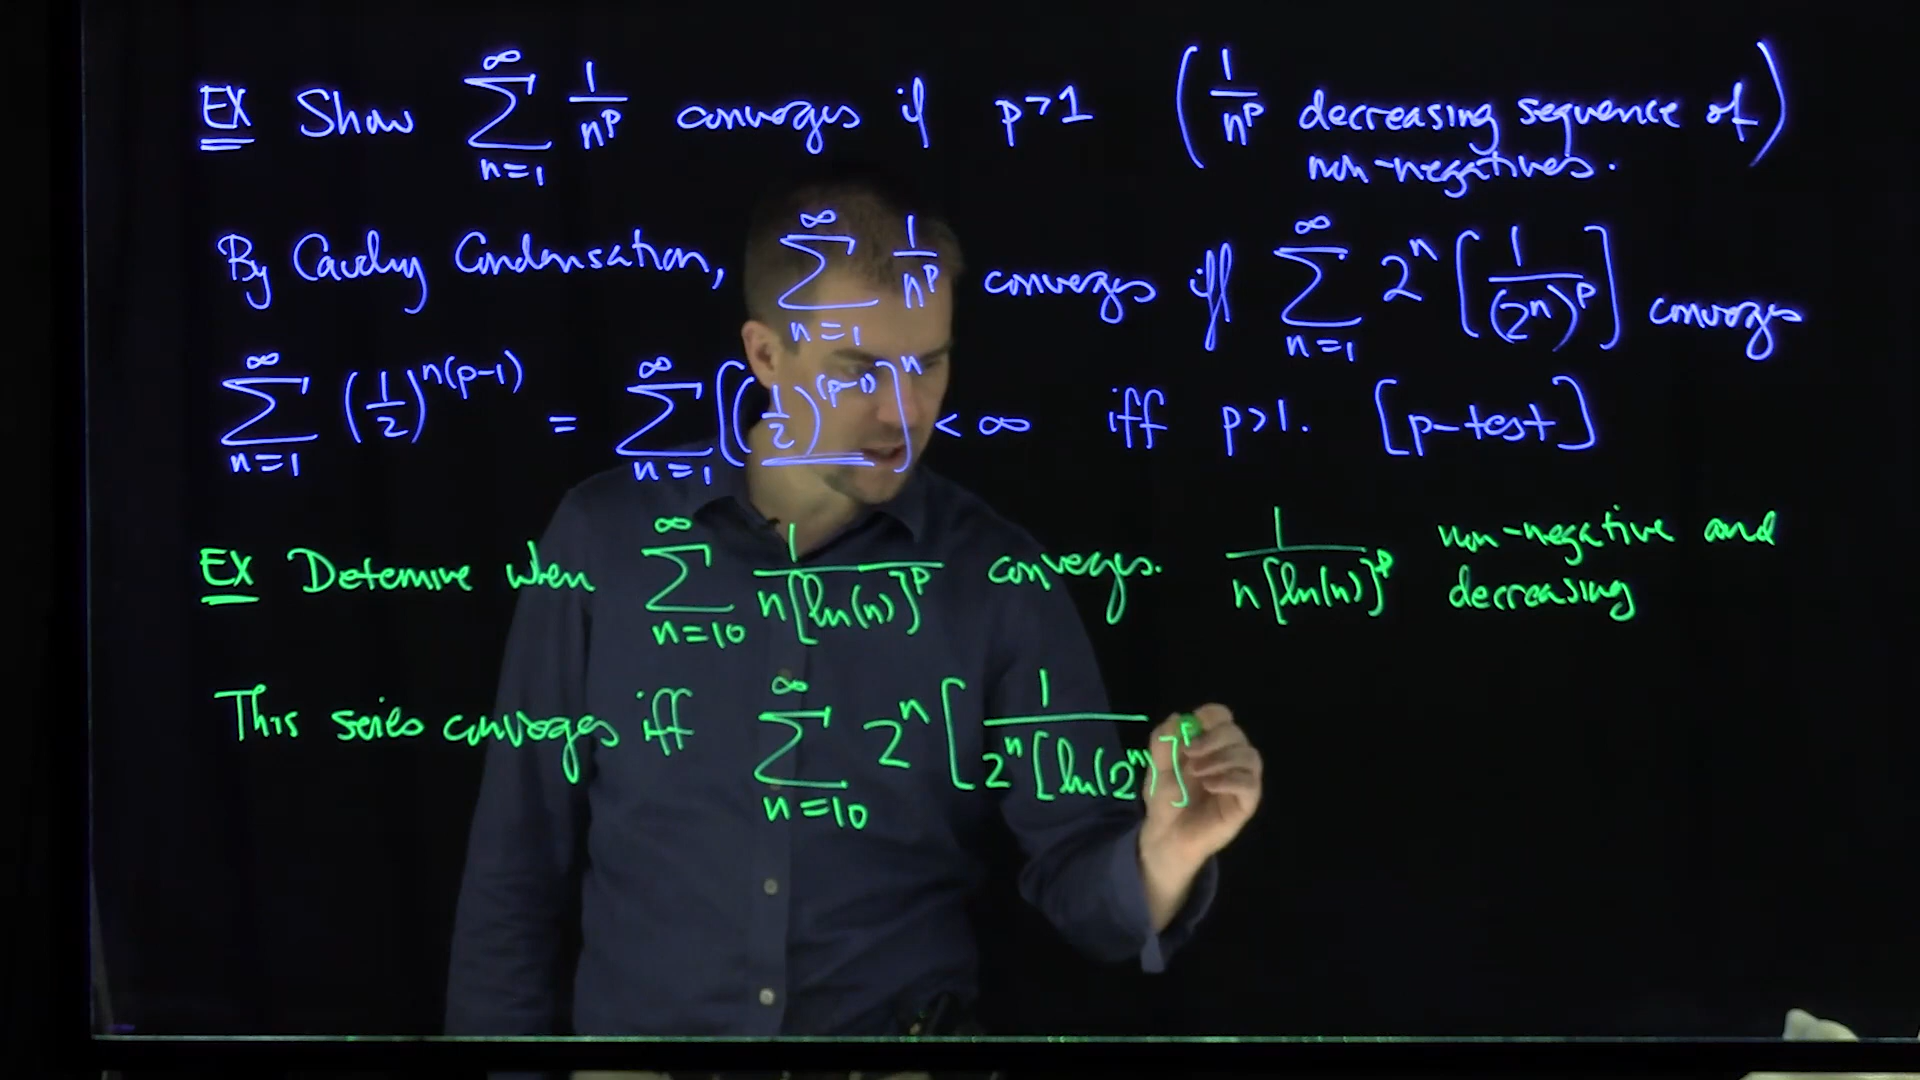 EX Show ∑_{n=1}^{∞} 1/n^p converges if p>1 (1/n^p decreasing sequence of non-negatives.)
By Cauchy Condensation, ∑_{n=1}^{∞} 1/n^p converges iff ∑_{n=1}^{∞} 2^n [1/(2^n)^p] converges
∑_{n=1}^{∞} (1/2)^{n(p-1)} = ∑_{n=1}^{∞} [(1/2)^{(p-1)}]^n < ∞ iff p>1. [p-test]
EX Determine when ∑_{n=10}^{∞} 1/(n[ln(n)]^p) converges. 1/(n[ln(n)]^p) non-negative and decreasing
This series converges iff ∑_{n=10}^{∞} 2^n [1/(2^n[ln(2^n)]^p)